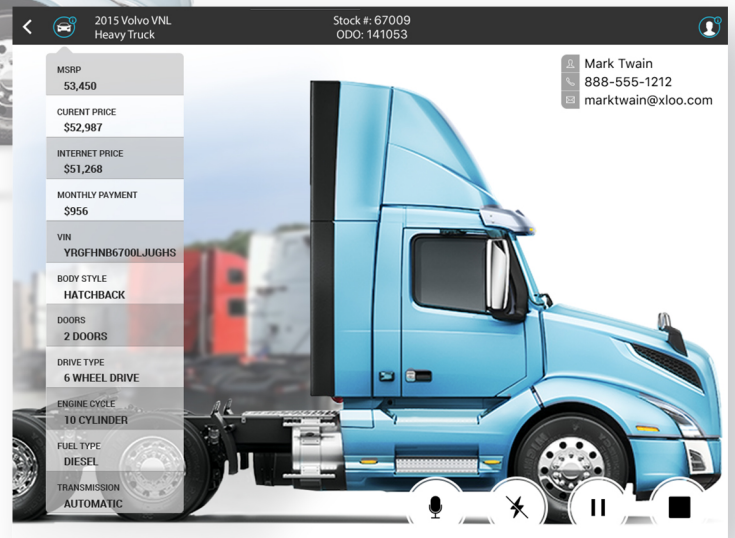 2015 Volvo VNL
Heavy Truck
Stock #: 67009
ODO: 141053
Mark Twain
888-555-1212
marktwain@xloo.com
MSRP
53,450
CURENT PRICE
$52,987
INTERNET PRICE
$51,268
MONTHLY PAYMENT
$956
VIN
YRGFHNB6700LJUGHS
BODY STYLE
HATCHBACK
DOORS
2 DOORS
DRIVE TYPE
6 WHEEL DRIVE
ENGINE CYCLE
10 CYLINDER
FUEL TYPE
DIESEL
TRANSMISSION
AUTOMATIC